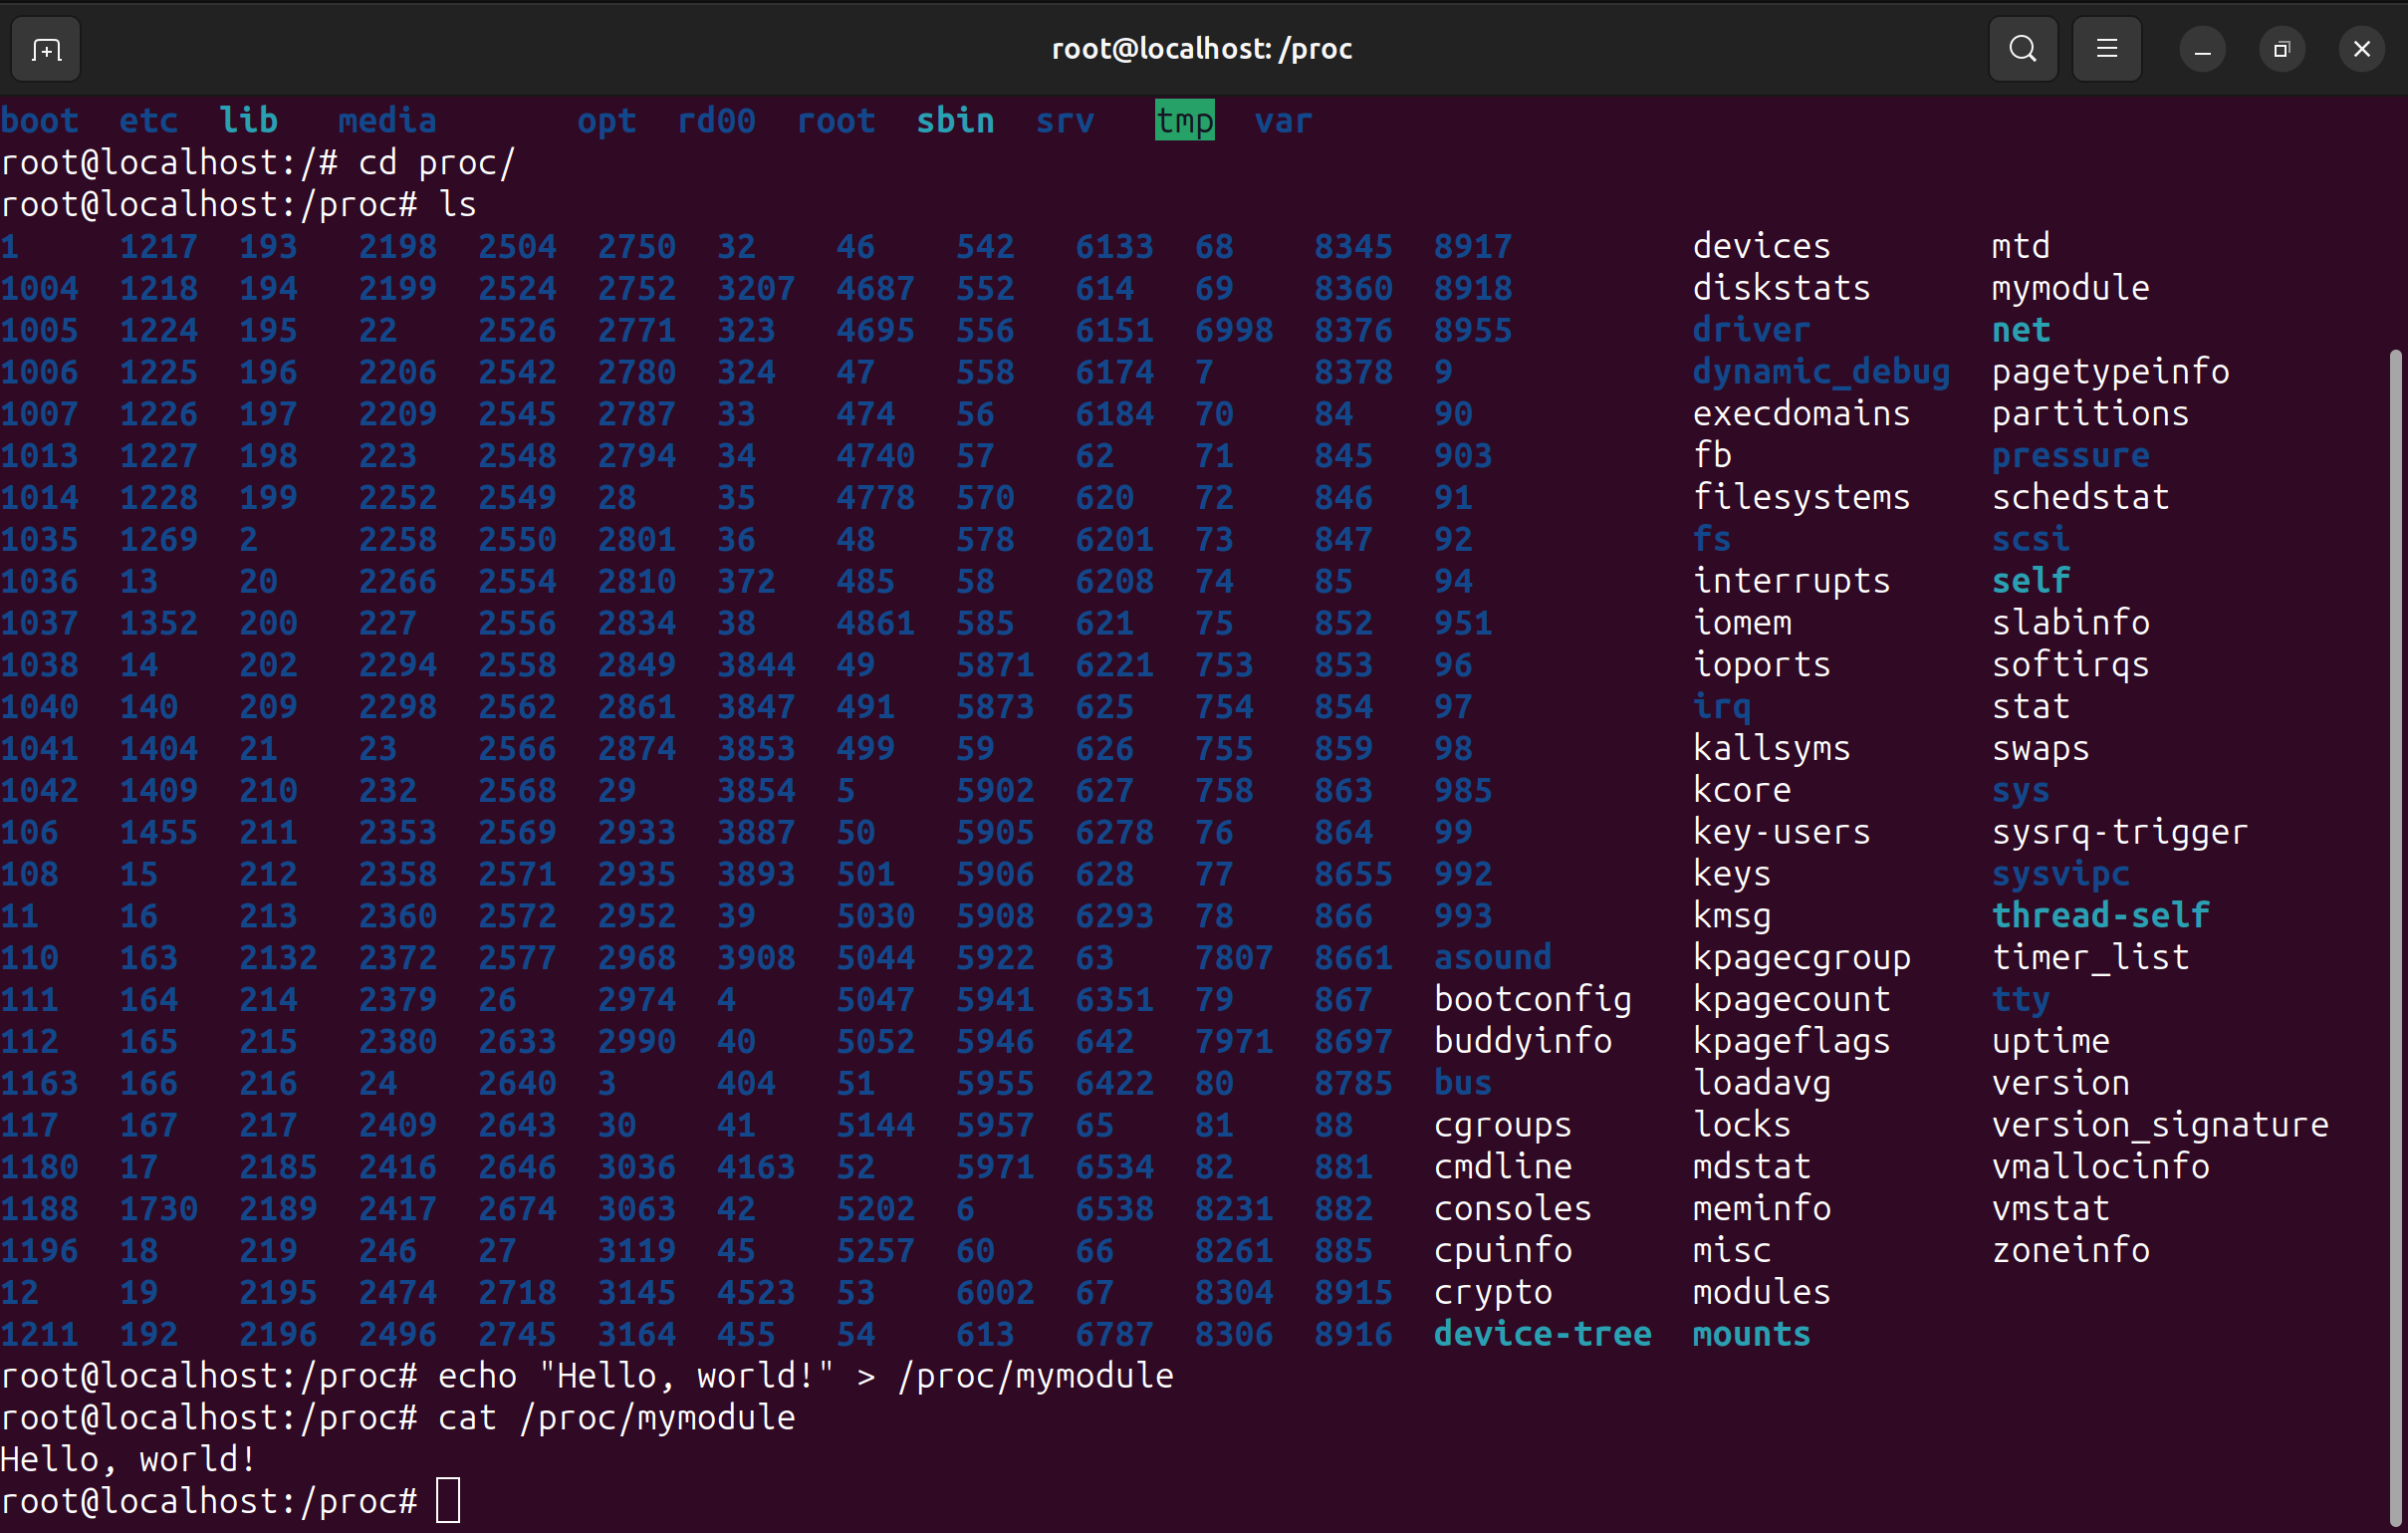 root@localhost: /proc
boot etc lib media opt rd00 root sbin srv tmp var
root@localhost:/# cd proc/
root@localhost:/proc# ls
1 1217 193 2198 2504 2750 32 46 542 6133 68 8345 8917 devices mtd
1004 1218 194 2199 2524 2752 3207 4687 552 614 69 8360 8918 diskstats mymodule
1005 1224 195 22 2526 2771 323 4695 556 6151 6998 8376 8955 driver net
1006 1225 196 2206 2542 2780 324 47 558 6174 7 8378 9 dynamic_debug pagetypeinfo
1007 1226 197 2209 2545 2787 33 474 56 6184 70 84 90 execdomains partitions
1013 1227 198 223 2548 2794 34 4740 57 62 71 845 903 fb pressure
1014 1228 199 2252 2549 28 35 4778 570 620 72 846 91 filesystems schedstat
1035 1269 2 2258 2550 2801 36 48 578 6201 73 847 92 fs scsi
1036 13 20 2266 2554 2810 372 485 58 6208 74 85 94 interrupts self
1037 1352 200 227 2556 2834 38 4861 585 621 75 852 951 iomem slabinfo
1038 14 202 2294 2558 2849 3844 49 5871 6221 753 853 96 ioports softirqs
1040 140 209 2298 2562 2861 3847 491 5873 625 754 854 97 irq stat
1041 1404 21 23 2566 2874 3853 499 59 626 755 859 98 kallsyms swaps
1042 1409 210 232 2568 29 3854 5 5902 627 758 863 985 kcore sys
106 1455 211 2353 2569 2933 3887 50 5905 6278 76 864 99 key-users sysrq-trigger
108 15 212 2358 2571 2935 3893 501 5906 628 77 8655 992 keys sysvipc
11 16 213 2360 2572 2952 39 5030 5908 6293 78 866 993 kmsg thread-self
110 163 2132 2372 2577 2968 3908 5044 5922 63 7807 8661 asound kpagecgroup timer_list
111 164 214 2379 26 2974 4 5047 5941 6351 79 867 bootconfig kpagecount tty
112 165 215 2380 2633 2990 40 5052 5946 642 7971 8697 buddyinfo kpageflags uptime
1163 166 216 24 2640 3 404 51 5955 6422 80 8785 bus loadavg version
117 167 217 2409 2643 30 41 5144 5957 65 81 88 cgroups locks version_signature
1180 17 2185 2416 2646 3036 4163 52 5971 6534 82 881 cmdline mdstat vmallocinfo
1188 1730 2189 2417 2674 3063 42 5202 6 6538 8231 882 consoles meminfo vmstat
1196 18 219 246 27 3119 45 5257 60 66 8261 885 cpuinfo misc zoneinfo
12 19 2195 2474 2718 3145 4523 53 6002 67 8304 8915 crypto modules
1211 192 2196 2496 2745 3164 455 54 613 6787 8306 8916 device-tree mounts
root@localhost:/proc# echo "Hello, world!" > /proc/mymodule
root@localhost:/proc# cat /proc/mymodule
Hello, world!
root@localhost:/proc#